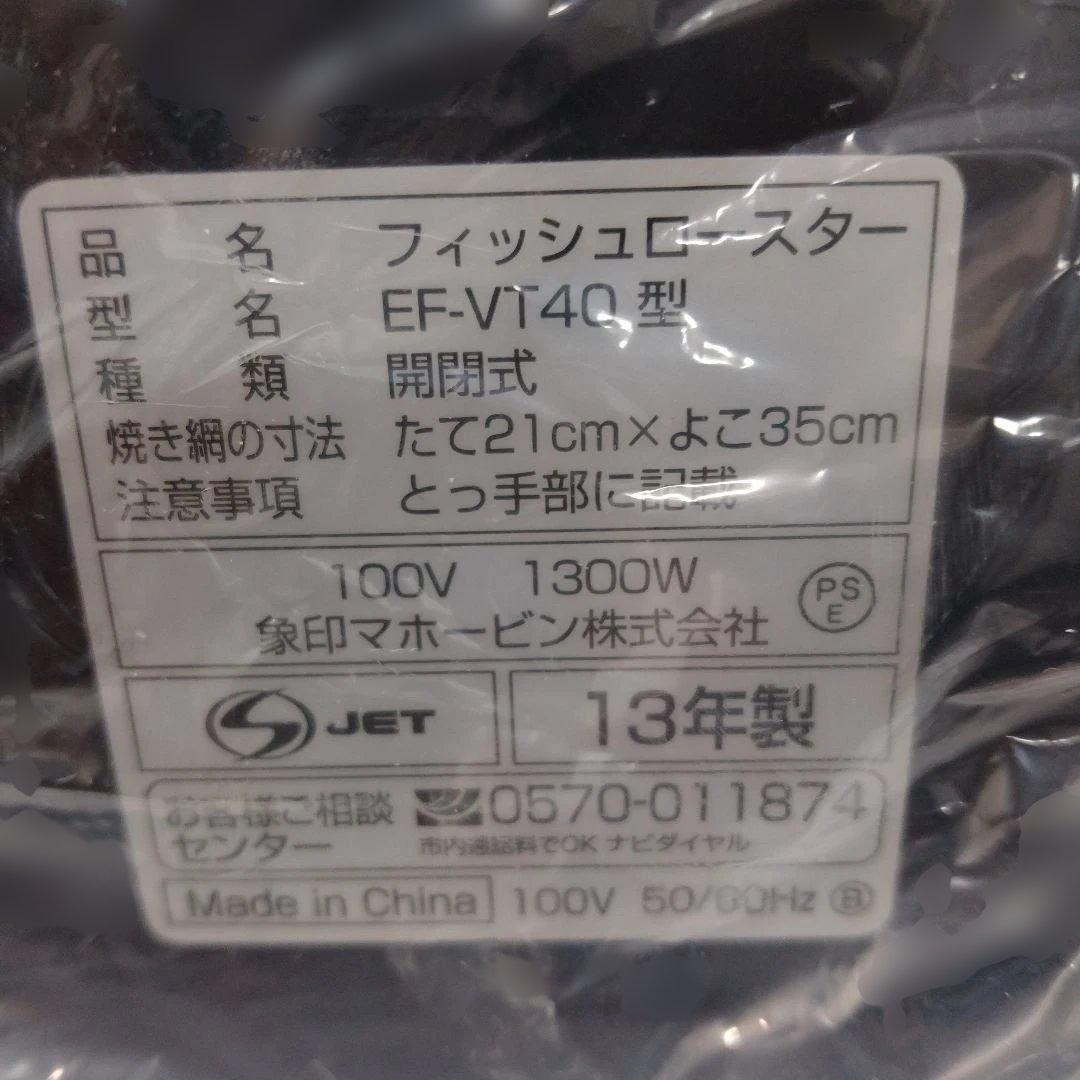 品名 フィッシュロースター
型名 EF-VT40 型
種類 開閉式
焼き網の寸法 たて21cm×よこ35cm
注意事項 とっ手部に記載
100V 1300W
象印マホービン株式会社
PS
E
JET
13年製
お客様ご相談
センター
0570-011874
市内通話料でOK ナビダイヤル
Made in China
100V 50/60Hz Ⓑ